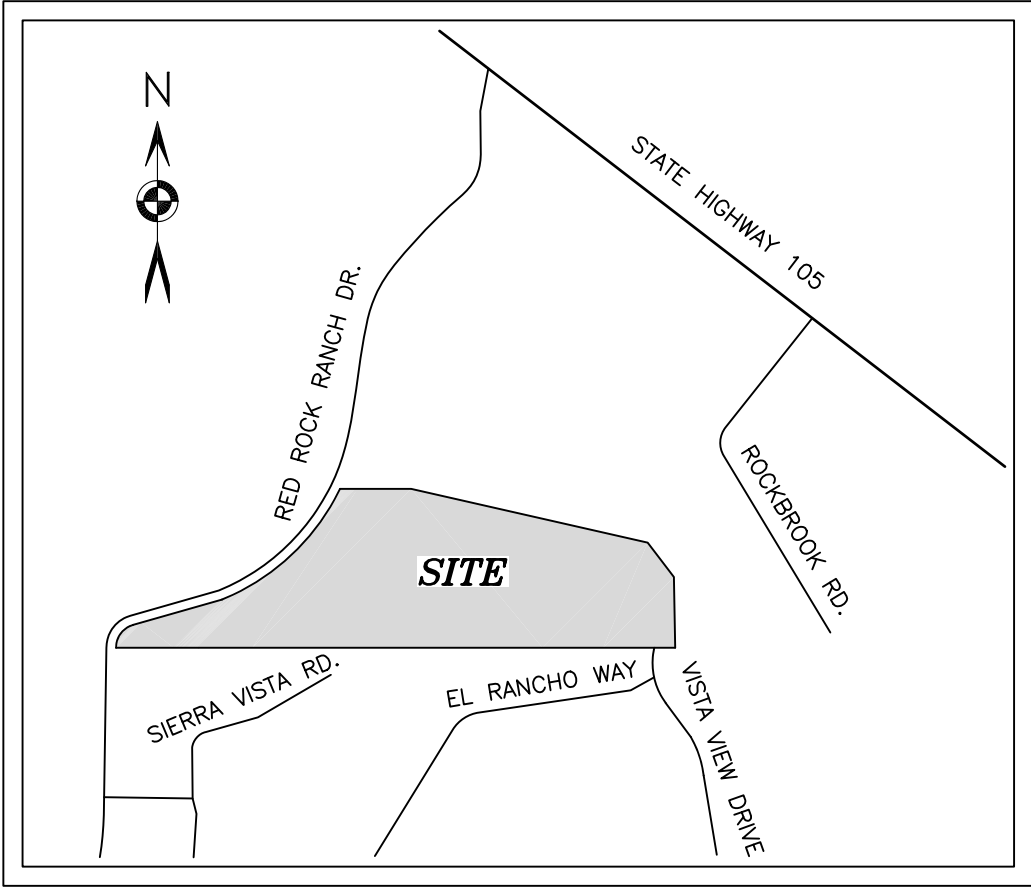 N
STATE HIGHWAY 105
RED ROCK RANCH DR.
ROCKBROOK RD.
SITE
SIERRA VISTA RD.
EL RANCHO WAY
VISTA VIEW DRIVE